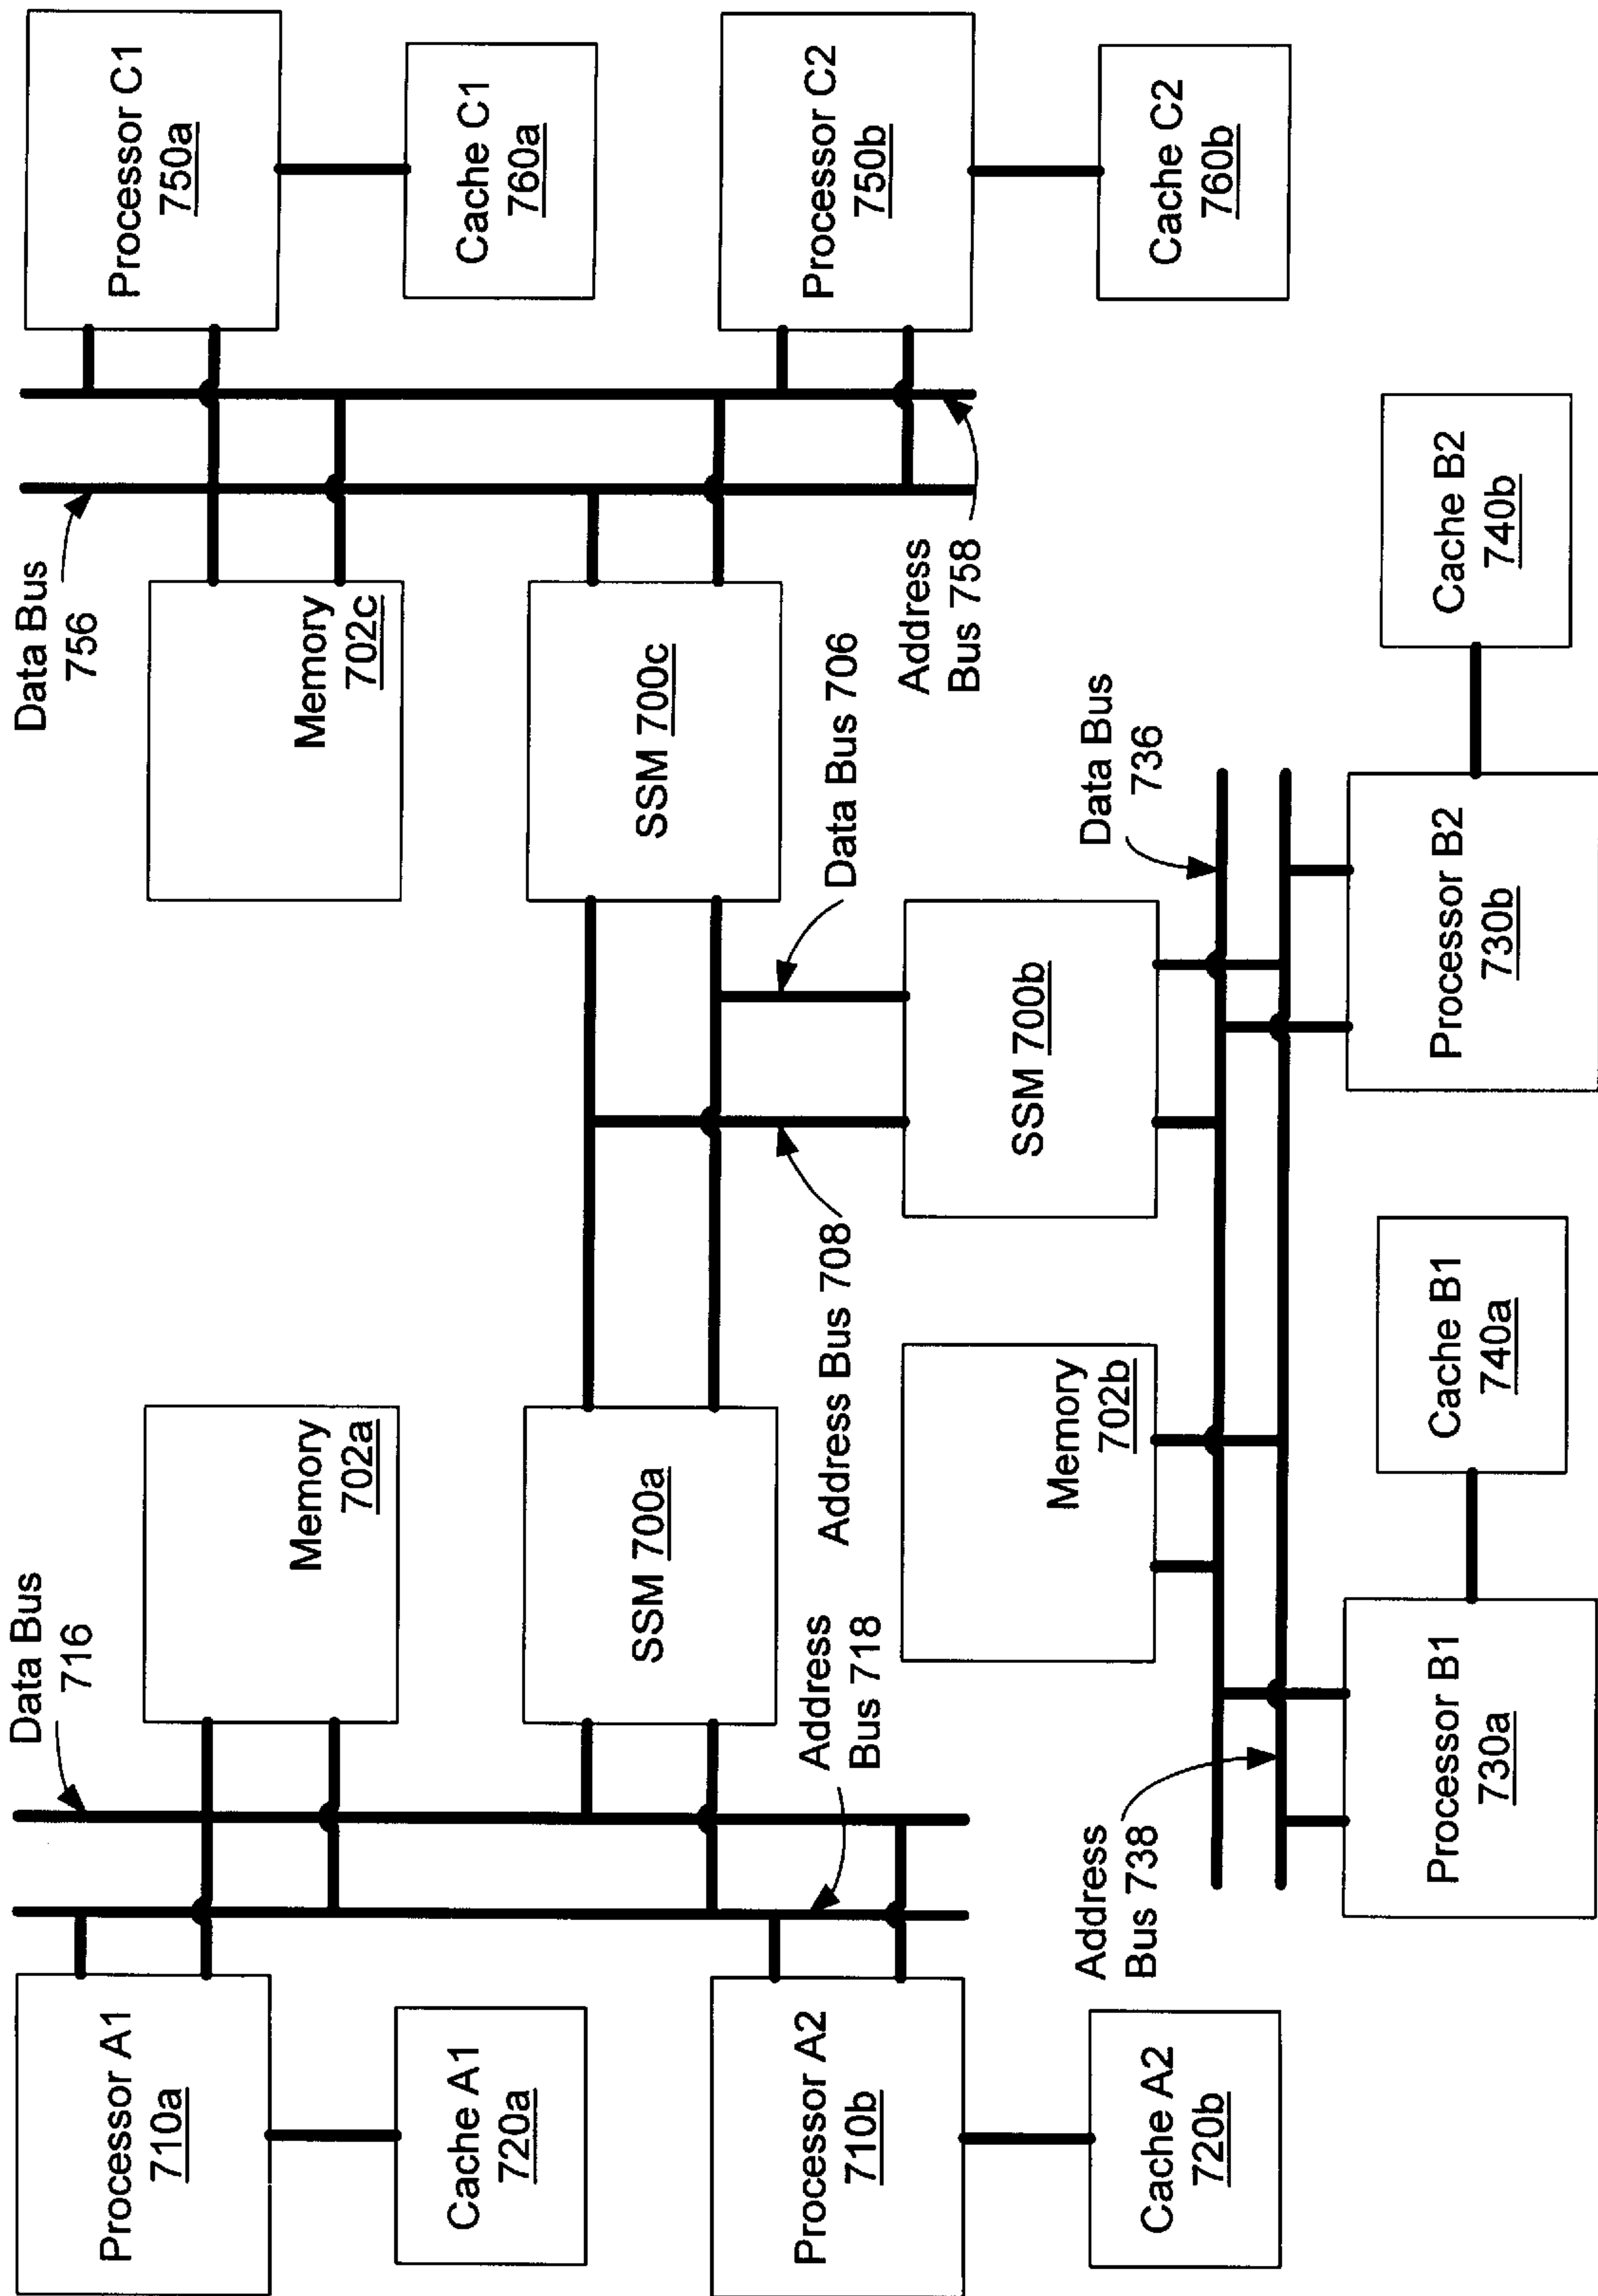 Processor A1
710a
Cache A1
720a
Processor A2
710b
Cache A2
720b
Data Bus
716
Address
Bus 718
Memory
702a
SSM 700a
Address Bus 708
Data Bus 706
Memory
702c
SSM 700c
Data Bus
756
Address
Bus 758
Processor C1
750a
Cache C1
760a
Processor C2
750b
Cache C2
760b
Memory
702b
SSM 700b
Data Bus
736
Address
Bus 738
Processor B1
730a
Cache B1
740a
Processor B2
730b
Cache B2
740b